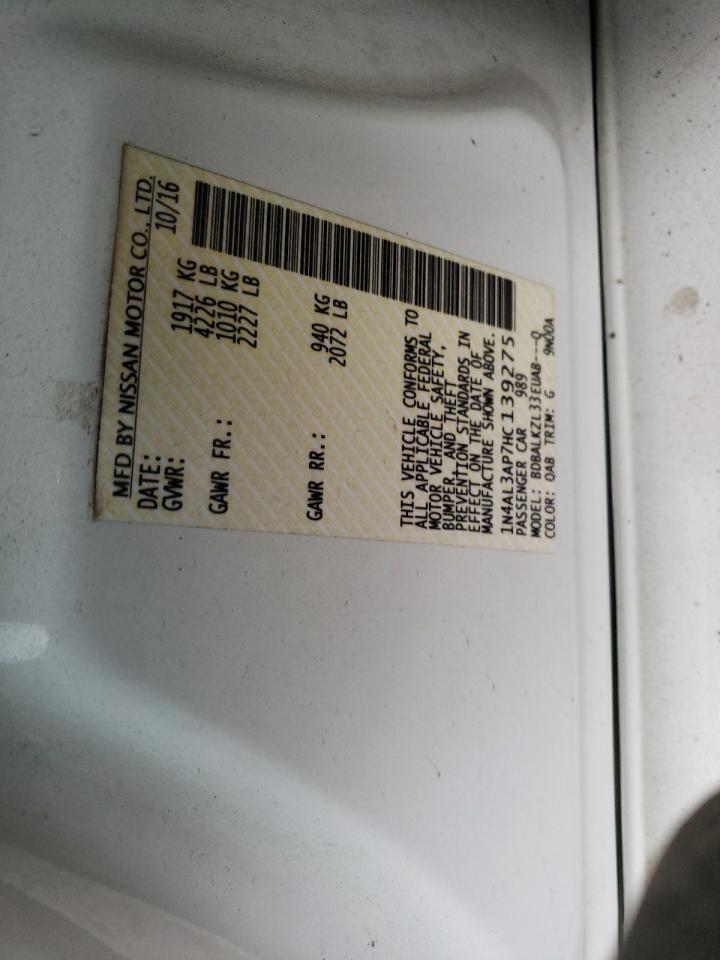 MFD BY NISSAN MOTOR CO., LTD.
DATE: 10/16
GVWR: 1917 KG
4226 LB
GAWR FR.: 1010 KG
2227 LB
GAWR RR.: 940 KG
2072 LB
THIS VEHICLE CONFORMS TO
ALL APPLICABLE FEDERAL
MOTOR VEHICLE SAFETY,
BUMPER, AND THEFT
PREVENTION STANDARDS IN
EFFECT ON THE DATE OF
MANUFACTURE SHOWN ABOVE.
1N4AL3AP7HC139275
PASSENGER CAR 989
MODEL: BDBALKZL33EUAB----Q
COLOR: QAB TRIM: G 9N00A